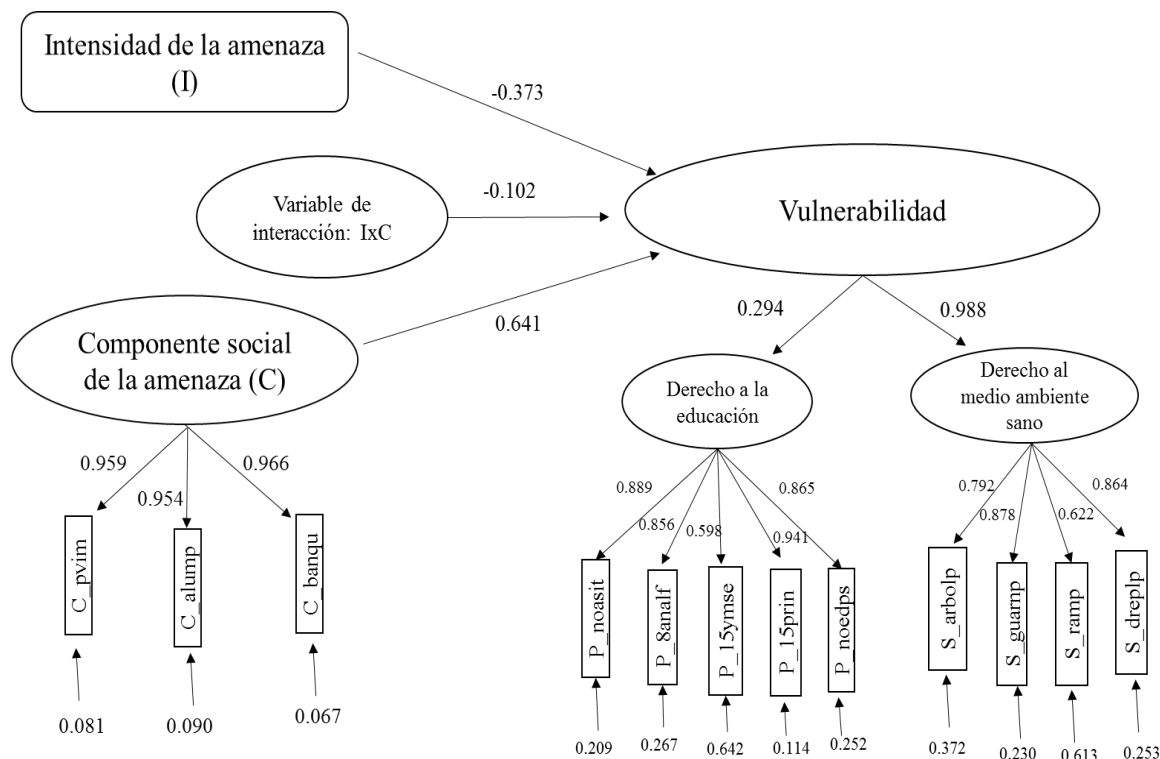 Intensidad de la amenaza
(I)
-0.373
Variable de
interacción: IxC
-0.102
Vulnerabilidad
Componente social
de la amenaza (C)
0.641
0.294
0.988
Derecho a la
educación
Derecho al
medio ambiente
sano
0.959
0.954
0.966
0.889
0.856
0.598
0.941
0.865
0.792
0.878
0.622
0.864
C_pvim
C_alump
C_banqu
P_noasit
P_8analf
P_15ymse
P_15prin
P_noedps
S_arbolp
S_guarnp
S_ramp
S_dreplp
0.081
0.090
0.067
0.209
0.267
0.642
0.114
0.252
0.372
0.230
0.613
0.253